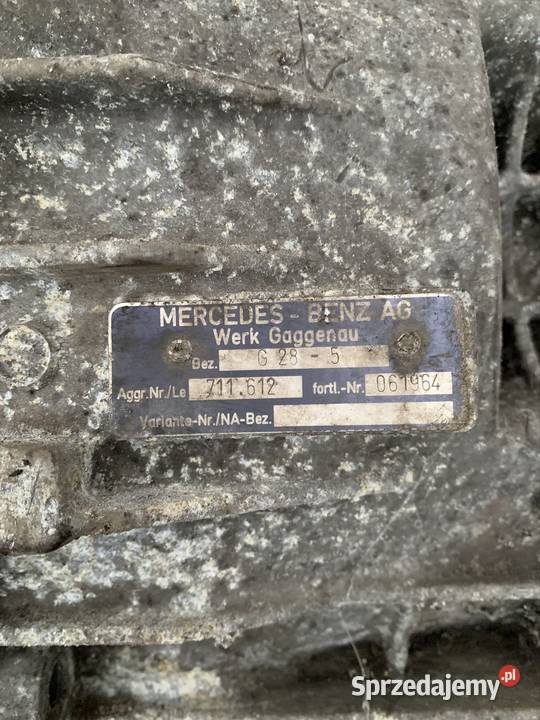 MERCEDES - BENZ AG
Werk Gaggenau
Bez. G 28 - 5
Aggr.Nr/Le 711.612 fortl.-Nr. 061964
Variante-Nr./NA-Bez.
Sprzedajemy.pl